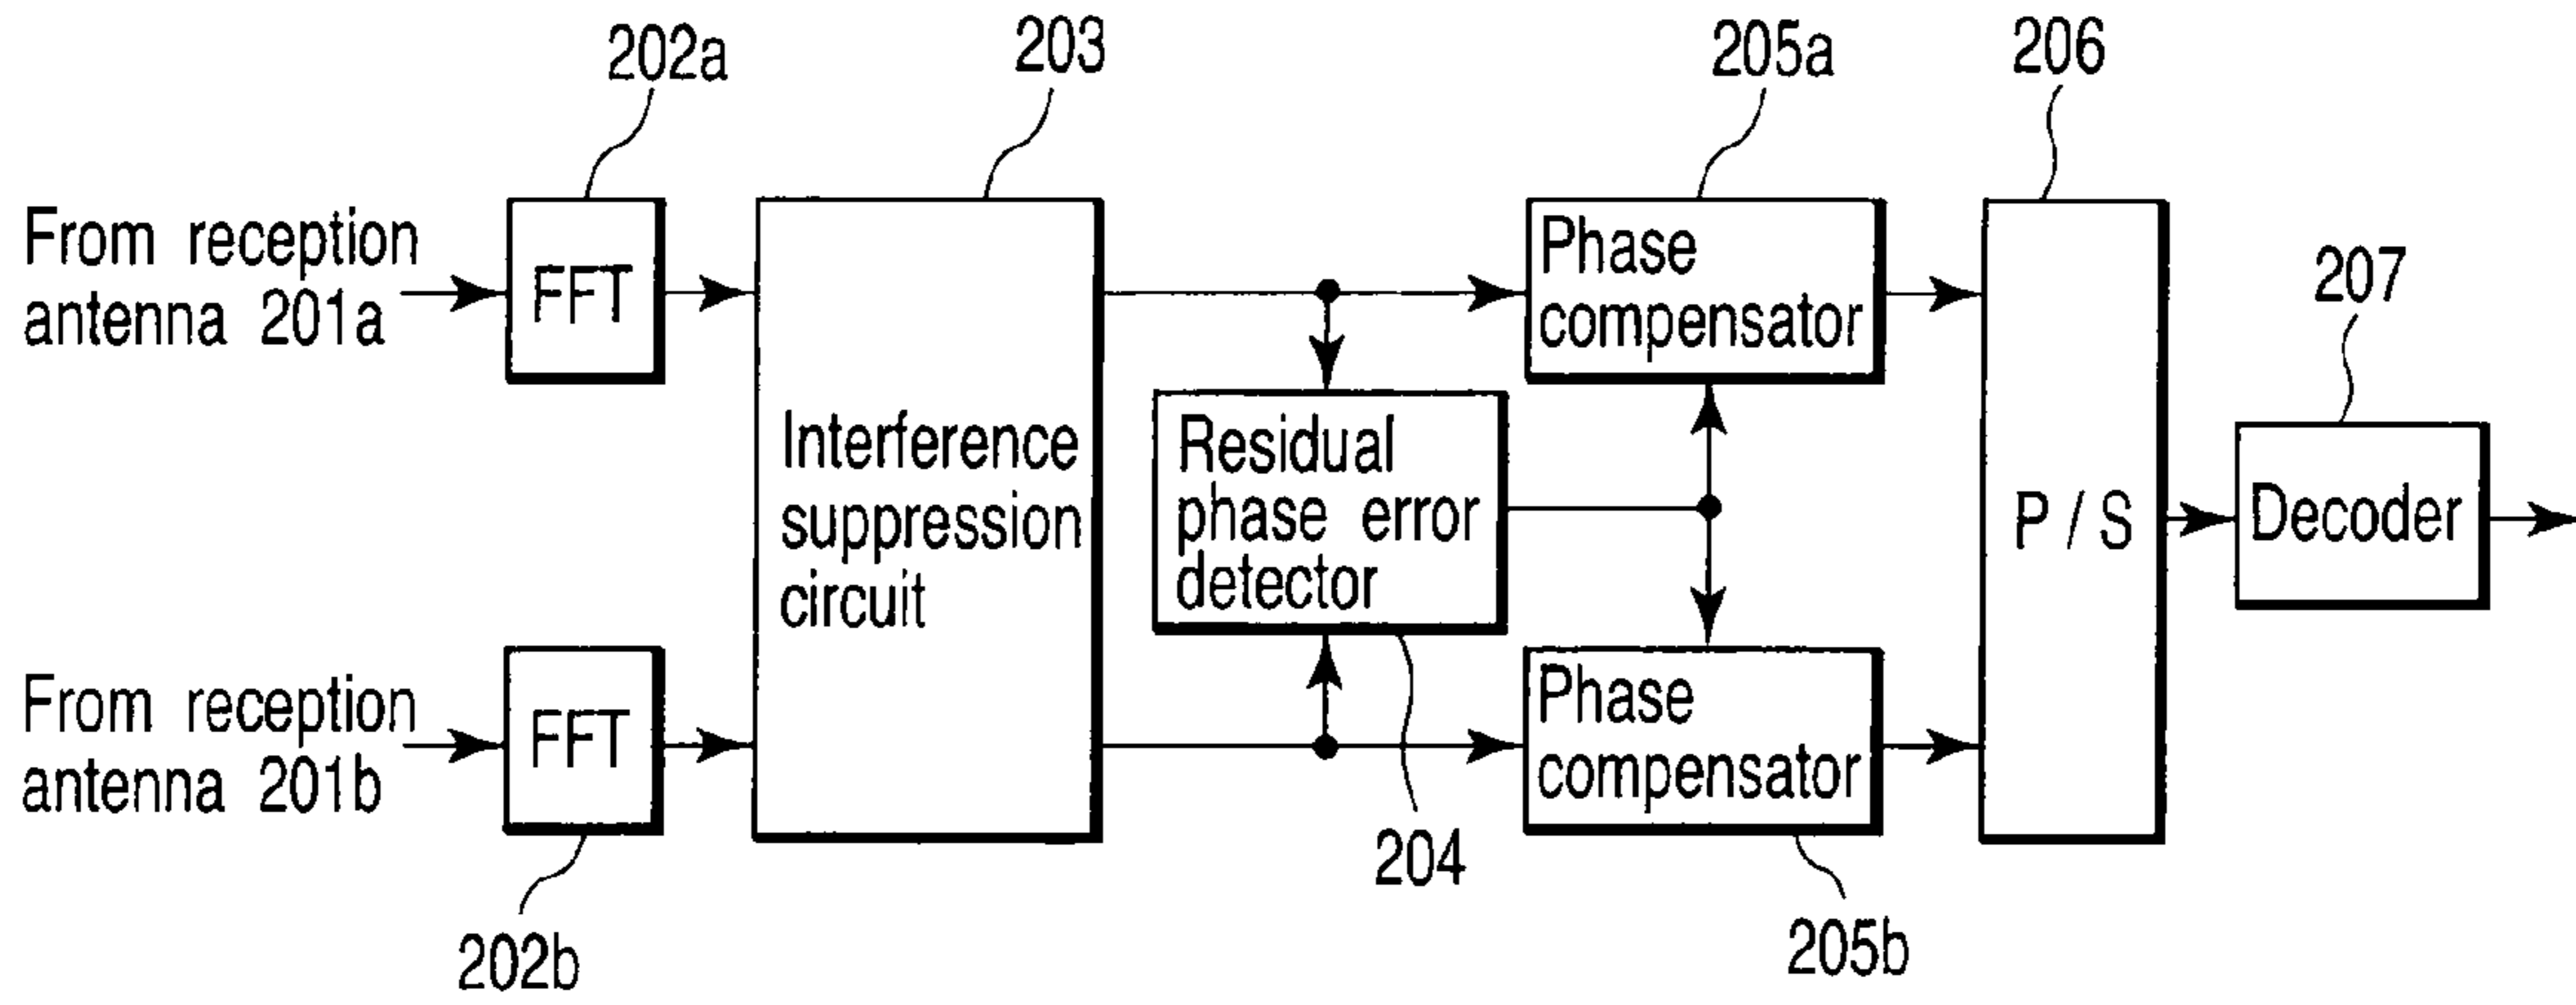 202a
203
205a
206
From reception
antenna 201a
FFT
Phase
compensator
207
Interference
suppression
circuit
Residual
phase error
detector
P / S
Decoder
From reception
antenna 201b
FFT
Phase
compensator
204
202b
205b